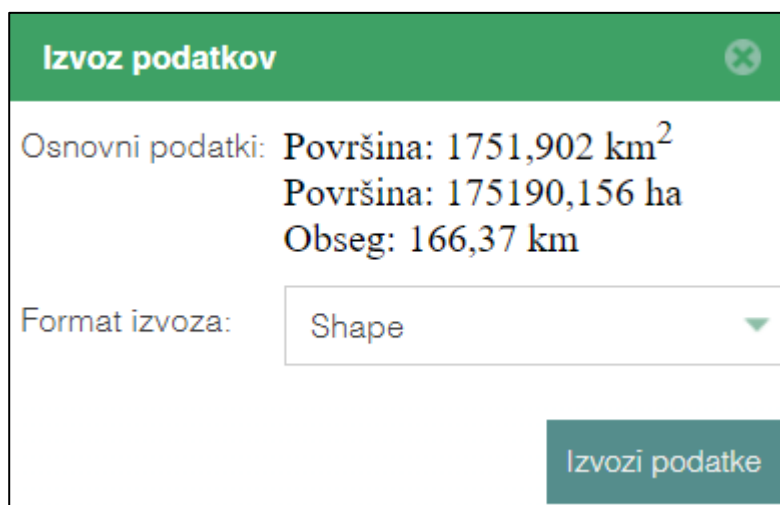 Izvoz podatkov
Osnovni podatki: Površina: 1751,902 km²
Površina: 175190,156 ha
Obseg: 166,37 km
Format izvoza: Shape
Izvozi podatke